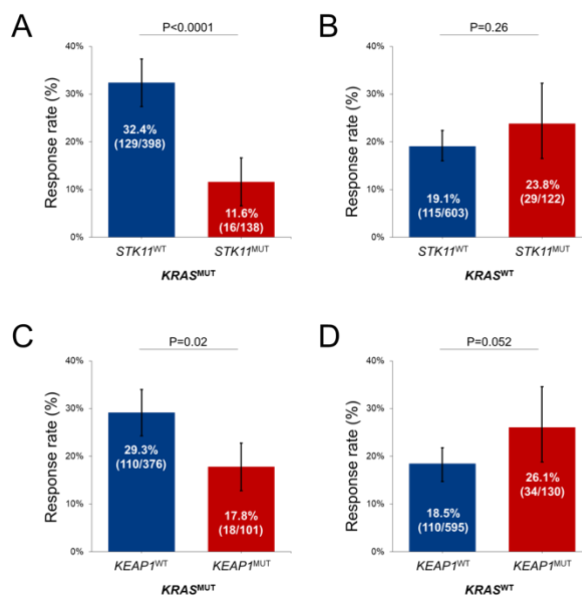 A
P<0.0001
Response rate (%)
40%
30%
20%
10%
0%
32.4%
(129/398)
11.6%
(16/138)
STK11WT
STK11MUT
KRASMUT
B
P=0.26
Response rate (%)
40%
30%
20%
10%
0%
19.1%
(115/603)
23.8%
(29/122)
STK11WT
STK11MUT
KRASWT
C
P=0.02
Response rate (%)
40%
30%
20%
10%
0%
29.3%
(110/376)
17.8%
(18/101)
KEAP1WT
KEAP1MUT
KRASMUT
D
P=0.052
Response rate (%)
40%
30%
20%
10%
0%
18.5%
(110/595)
26.1%
(34/130)
KEAP1WT
KEAP1MUT
KRASWT